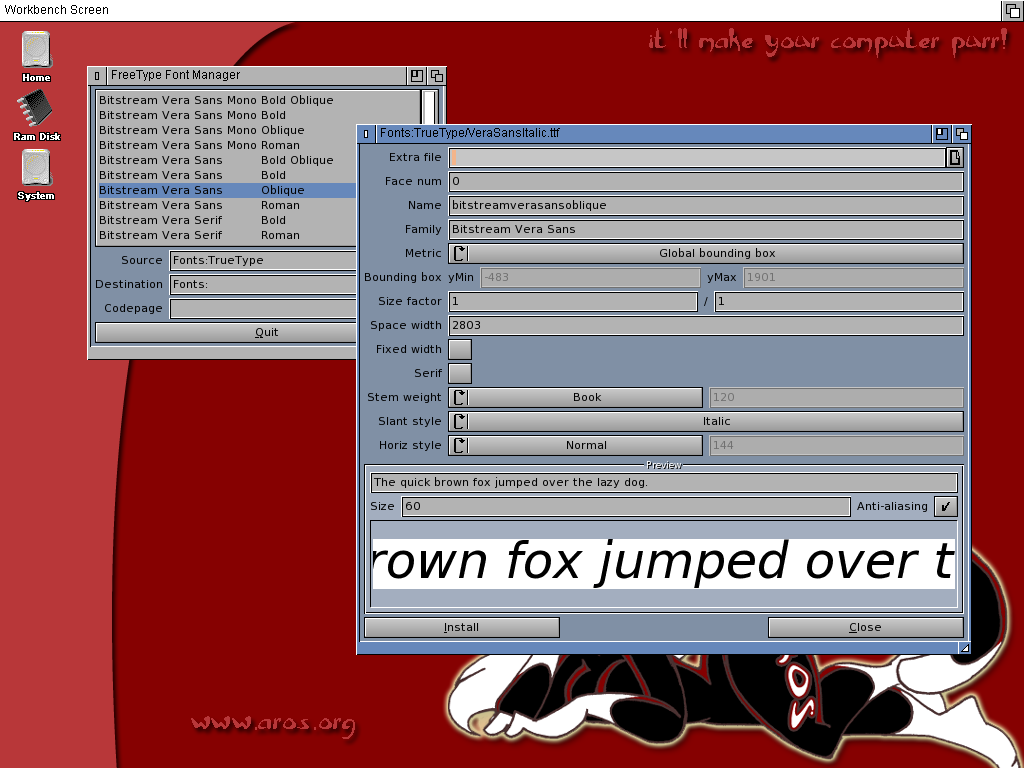 Workbench Screen
it'll make your computer purr!
Home
Ram Disk
System
FreeType Font Manager
Bitstream Vera Sans Mono Bold Oblique
Bitstream Vera Sans Mono Bold
Bitstream Vera Sans Mono Oblique
Bitstream Vera Sans Mono Roman
Bitstream Vera Sans Bold Oblique
Bitstream Vera Sans Bold
Bitstream Vera Sans Oblique
Bitstream Vera Sans Roman
Bitstream Vera Serif Bold
Bitstream Vera Serif Roman
Source Fonts:TrueType
Destination Fonts:
Codepage
Quit
Fonts:TrueType/VeraSansItalic.ttf
Extra file
Face num 0
Name bitstreamverasansoblique
Family Bitstream Vera Sans
Metric Global bounding box
Bounding box yMin -483 yMax 1901
Size factor 1 / 1
Space width 2803
Fixed width
Serif
Stem weight Book 120
Slant style Italic
Horiz style Normal 144
Preview
The quick brown fox jumped over the lazy dog.
Size 60 Anti-aliasing
rown fox jumped over t
Install Close
www.aros.org